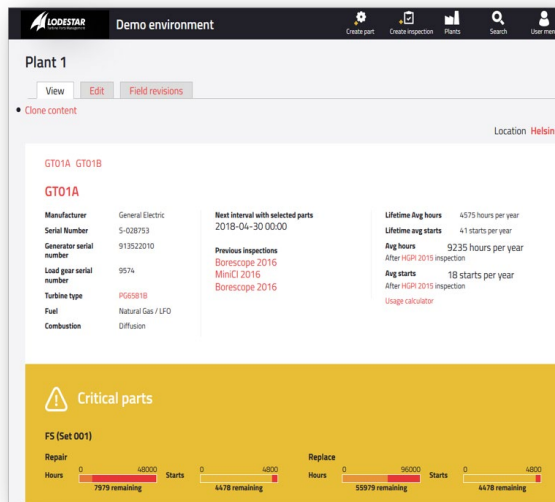 LODESTAR
Turbine Parts Management
Demo environment
Create part
Create inspection
Plants
Search
User men
Plant 1
View
Edit
Field revisions
Clone content
Location Helsin
GT01A GT01B
GT01A
Manufacturer General Electric
Serial Number S-028753
Generator serial number 913522010
Load gear serial number 9574
Turbine type PG6581B
Fuel Natural Gas / LFO
Combustion Diffusion
Next interval with selected parts
2018-04-30 00:00
Previous inspections
Borescope 2016
MiniCI 2016
Borescope 2016
Lifetime Avg hours 4575 hours per year
Lifetime avg starts 41 starts per year
Avg hours 9235 hours per year
After HGPI 2015 inspection
Avg starts 18 starts per year
After HGPI 2015 inspection
Usage calculator
Critical parts
FS (Set 001)
Repair
Hours 0 48000
7979 remaining
Starts 0 4800
4478 remaining
Replace
Hours 0 96000
55979 remaining
Starts 0 4800
4478 remaining